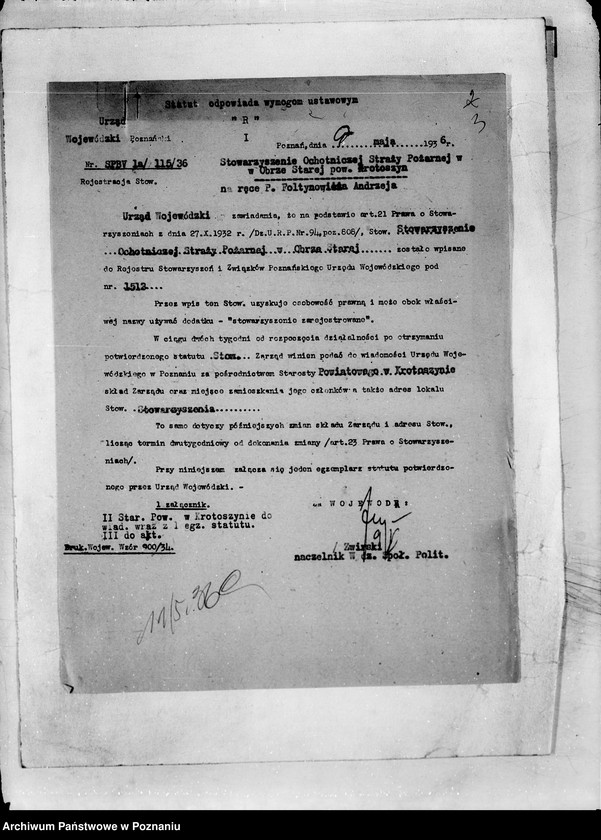 Statut odpowiada wymogom ustawowym
Urząd "R"
Wojewódzki Poznański I Poznań, dnia 9 maja 1936 r.
2
3
Nr. SPBV 1a/ 115/36
Rejestracja Stow.
Stowarzyszenie Ochotniczej Straży Pożarnej w
w Obrze Starej pow. Krotoszyn
na ręce P. Foltynowicza Andrzeja
Urząd Wojewódzki zawiadamia, że na podstawie art.21 Prawa o Stowa-
rzyszeniach z dnia 27.X.1932 r. /Dz.U.R.P.Nr.94,poz.808/, Stow. Stowarzyszenie
...Ochotniczej Straży Pożarnej w Obrze Starej....... zostało wpisane
do Rejestru Stowarzyszeń i Związków Poznańskiego Urzędu Wojewódzkiego pod
nr. 1512....
Przez wpis ten Stow. uzyskuje osobowość prawną i może obok właści-
wej nazwy używać dodatku - "stowarzyszenie zarejestrowane".
W ciągu dwóch tygodni od rozpoczęcia działalności po otrzymaniu
potwierdzonego statutu .Stow... Zarząd winien podać do wiadomości Urzędu Woje-
wódzkiego w Poznaniu za pośrednictwem Starosty Powiatowego w Krotoszynie
skład Zarządu oraz miejsce zamieszkania jego członków a także adres lokalu
Stow. .Stowarzyszenia..........
To samo dotyczy późniejszych zmian składu Zarządu i adresu Stow.,
licząc termin dwutygodniowy od dokonania zmiany /art.23 Prawa o Stowarzysze-
niach/.
Przy niniejszem załącza się jeden egzemplarz statutu potwierdzo-
nego przez Urząd Wojewódzki. -
1 załącznik.
II Star. Pow. w Krotoszynie do
wiad. wraz z 1 egz. statutu.
III do akt.
Druk.Wojew. Wzór 900/34.
WOJEWODĘ:
naczelnik Społ. Polit.
11/5.36
Archiwum Państwowe w Poznaniu